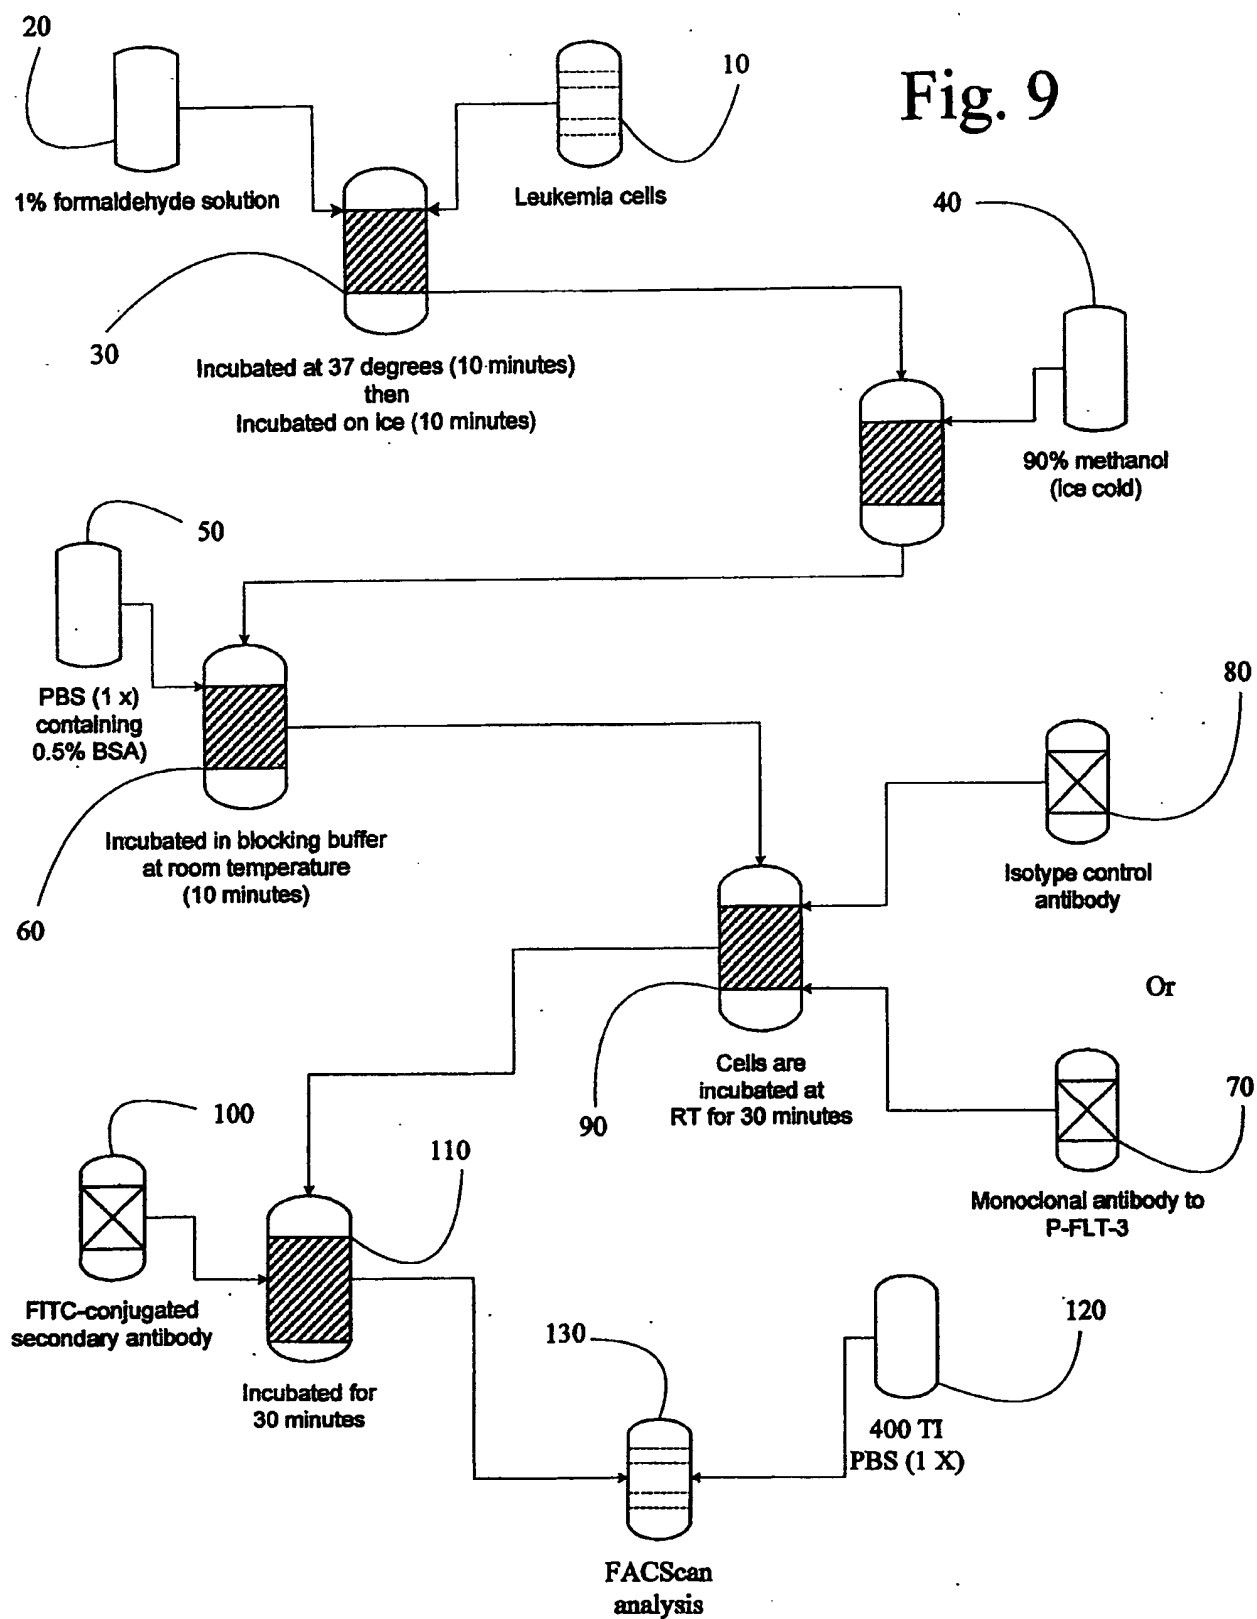 20
10
Fig. 9
1% formaldehyde solution
Leukemia cells
40
30
Incubated at 37 degrees (10 minutes)
then
Incubated on ice (10 minutes)
90% methanol
(ice cold)
50
PBS (1 x)
containing
0.5% BSA)
80
Incubated in blocking buffer
at room temperature
(10 minutes)
60
Isotype control
antibody
Or
Cells are
incubated at
RT for 30 minutes
90
70
100
110
Monoclonal antibody to
P-FLT-3
FITC-conjugated
secondary antibody
130
120
Incubated for
30 minutes
400 TI
PBS (1 X)
FACScan
analysis